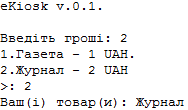 eKiosk v.0.1.
Введіть гроші: 2
1.Газета - 1 UAH.
2.Журнал - 2 UAH
>: 2
Ваш(і) товар(и): Журнал